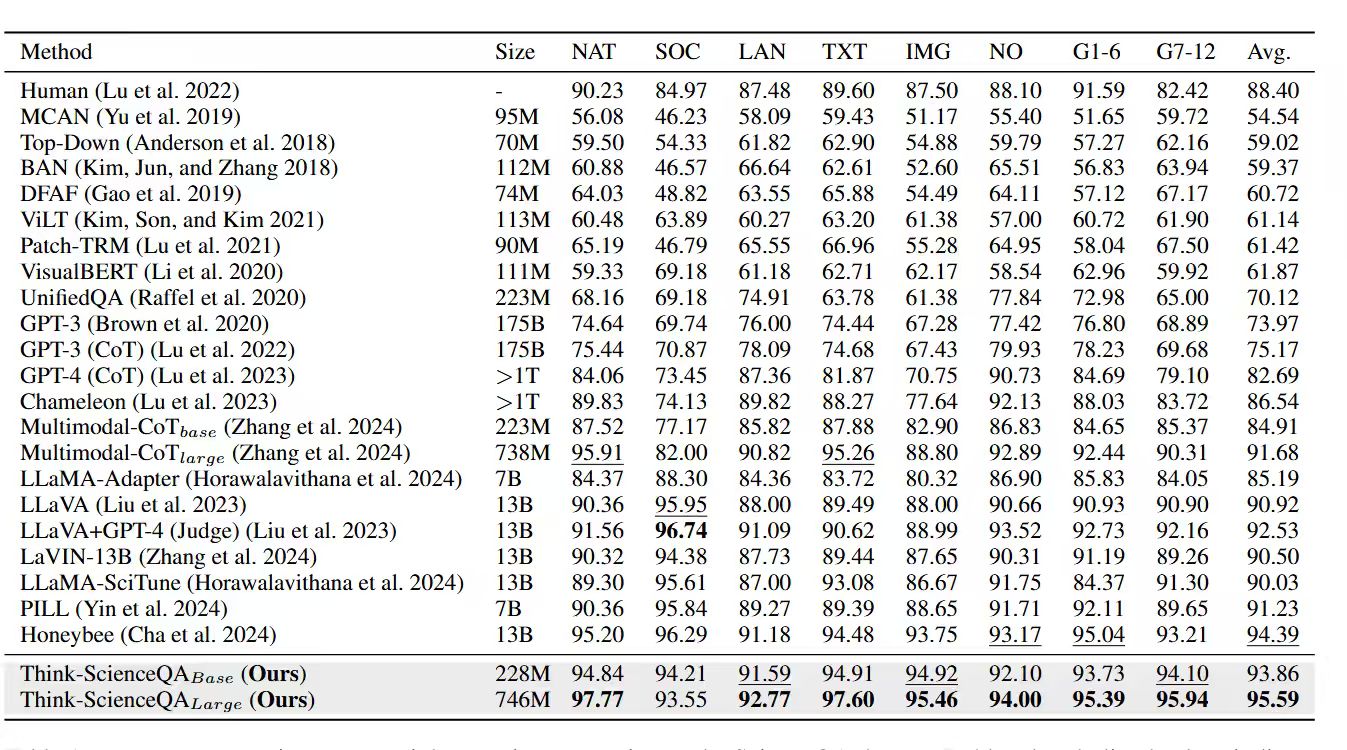 Method Size NAT SOC LAN TXT IMG NO G1-6 G7-12 Avg.
Human (Lu et al. 2022) - 90.23 84.97 87.48 89.60 87.50 88.10 91.59 82.42 88.40
MCAN (Yu et al. 2019) 95M 56.08 46.23 58.09 59.43 51.17 55.40 51.65 59.72 54.54
Top-Down (Anderson et al. 2018) 70M 59.50 54.33 61.82 62.90 54.88 59.79 57.27 62.16 59.02
BAN (Kim, Jun, and Zhang 2018) 112M 60.88 46.57 66.64 62.61 52.60 65.51 56.83 63.94 59.37
DFAF (Gao et al. 2019) 74M 64.03 48.82 63.55 65.88 54.49 64.11 57.12 67.17 60.72
ViLT (Kim, Son, and Kim 2021) 113M 60.48 63.89 60.27 63.20 61.38 57.00 60.72 61.90 61.14
Patch-TRM (Lu et al. 2021) 90M 65.19 46.79 65.55 66.96 55.28 64.95 58.04 67.50 61.42
VisualBERT (Li et al. 2020) 111M 59.33 69.18 61.18 62.71 62.17 58.54 62.96 59.92 61.87
UnifiedQA (Raffel et al. 2020) 223M 68.16 69.18 74.91 63.78 61.38 77.84 72.98 65.00 70.12
GPT-3 (Brown et al. 2020) 175B 74.64 69.74 76.00 74.44 67.28 77.42 76.80 68.89 73.97
GPT-3 (CoT) (Lu et al. 2022) 175B 75.44 70.87 78.09 74.68 67.43 79.93 78.23 69.68 75.17
GPT-4 (CoT) (Lu et al. 2023) >1T 84.06 73.45 87.36 81.87 70.75 90.73 84.69 79.10 82.69
Chameleon (Lu et al. 2023) >1T 89.83 74.13 89.82 88.27 77.64 92.13 88.03 83.72 86.54
Multimodal-CoTbase (Zhang et al. 2024) 223M 87.52 77.17 85.82 87.88 82.90 86.83 84.65 85.37 84.91
Multimodal-CoTlarge (Zhang et al. 2024) 738M 95.91 82.00 90.82 95.26 88.80 92.89 92.44 90.31 91.68
LLaMA-Adapter (Horawalavithana et al. 2024) 7B 84.37 88.30 84.36 83.72 80.32 86.90 85.83 84.05 85.19
LLaVA (Liu et al. 2023) 13B 90.36 95.95 88.00 89.49 88.00 90.66 90.93 90.90 90.92
LLaVA+GPT-4 (Judge) (Liu et al. 2023) 13B 91.56 96.74 91.09 90.62 88.99 93.52 92.73 92.16 92.53
LaVIN-13B (Zhang et al. 2024) 13B 90.32 94.38 87.73 89.44 87.65 90.31 91.19 89.26 90.50
LLaMA-SciTune (Horawalavithana et al. 2024) 13B 89.30 95.61 87.00 93.08 86.67 91.75 84.37 91.30 90.03
PILL (Yin et al. 2024) 7B 90.36 95.84 89.27 89.39 88.65 91.71 92.11 89.65 91.23
Honeybee (Cha et al. 2024) 13B 95.20 96.29 91.18 94.48 93.75 93.17 95.04 93.21 94.39
Think-ScienceQABase (Ours) 228M 94.84 94.21 91.59 94.91 94.92 92.10 93.73 94.10 93.86
Think-ScienceQALarge (Ours) 746M 97.77 93.55 92.77 97.60 95.46 94.00 95.39 95.94 95.59